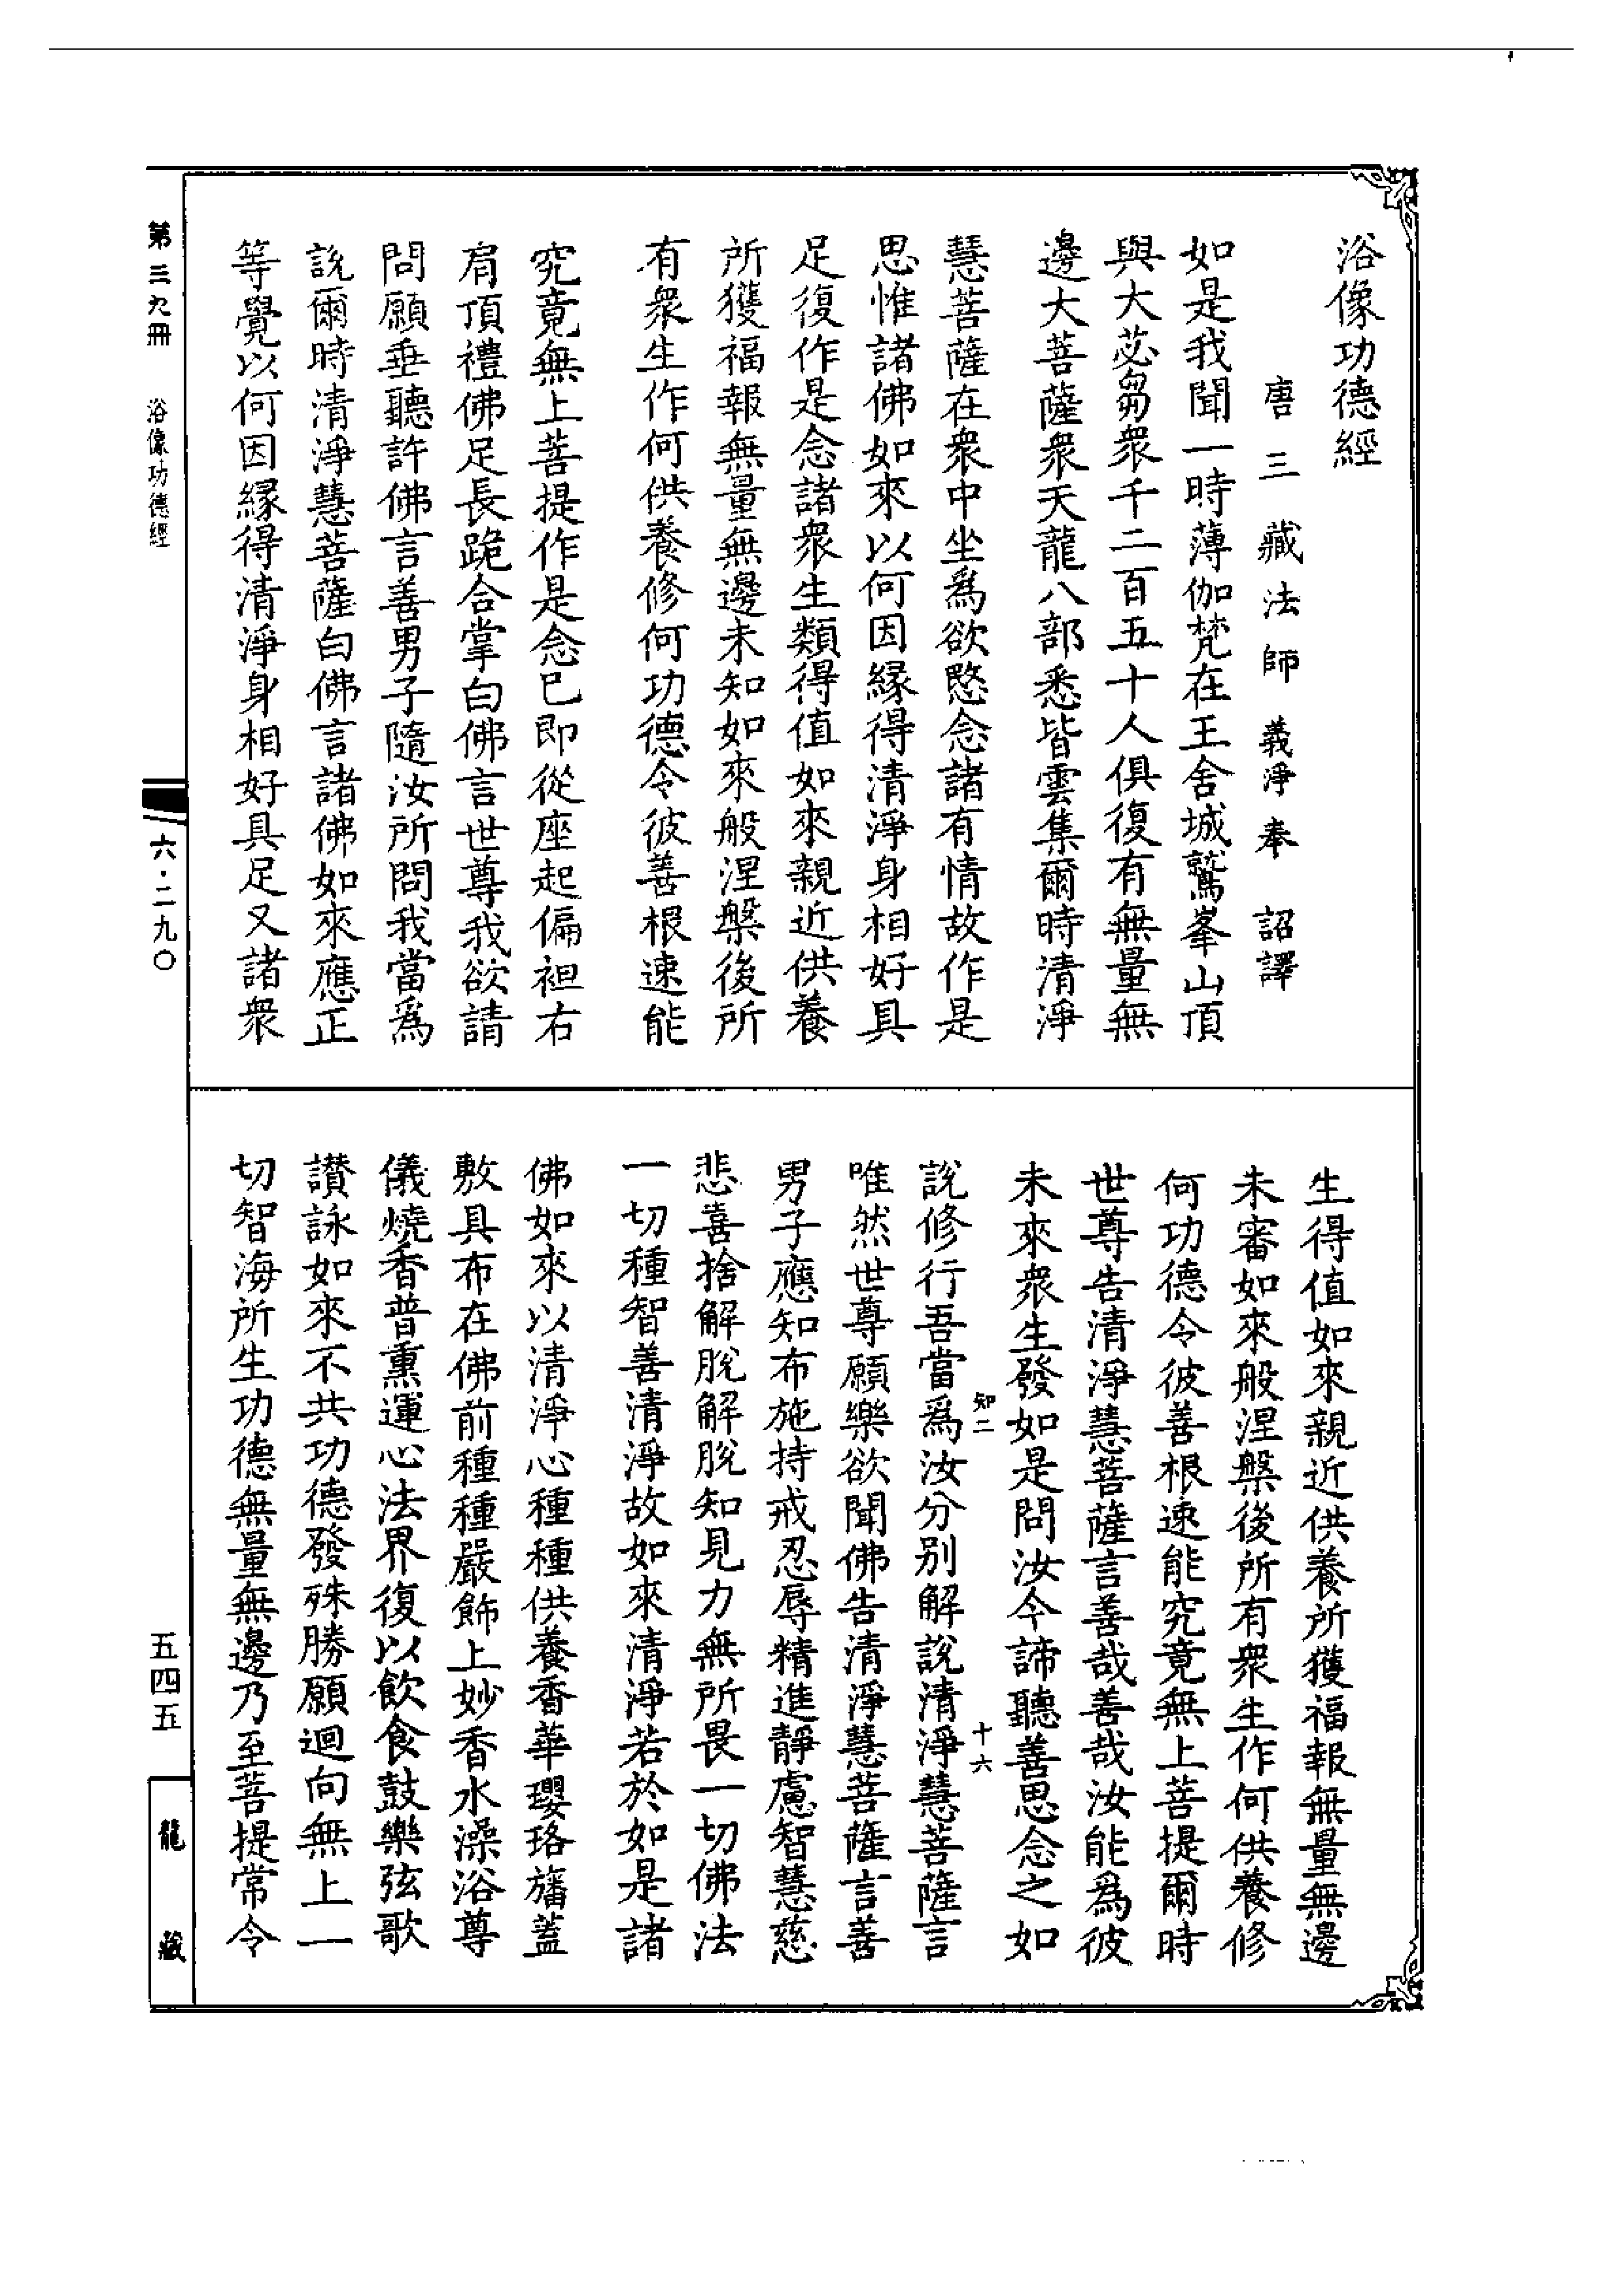 浴像功德經
唐三藏法師義淨奉詔譯
如是我聞一時薄伽梵在王舍城鷲峯山頂
與大苾芻衆千二百五十人俱復有無量無
邊大菩薩衆天龍八部悉皆雲集爾時清淨
慧菩薩在衆中坐爲欲愍念諸有情故作是
思惟諸佛如來以何因緣得清淨身相好具
足復作是念諸衆生類得值如來親近供養
所獲福報無量無邊未知如來般涅槃後所
有衆生作何供養修何功德令彼善根速能
究竟無上菩提作是念已即從座起偏袒右
肩頂禮佛足長跪合掌白佛言世尊我欲請
問願垂聽許佛言善男子隨汝所問我當爲
說爾時清淨慧菩薩白佛言諸佛如來應正
等覺以何因緣得清淨身相好具足又諸衆
生得值如來親近供養所獲福報無量無邊
未審如來般涅槃後所有衆生作何供養修
何功德令彼善根速能究竟無上菩提爾時
世尊告清淨慧菩薩言善哉善哉汝能爲彼
未來衆生發如是問汝今諦聽善思念之如
知二 十六
說修行吾當爲汝分別解說清淨慧菩薩言
唯然世尊願樂欲聞佛告清淨慧菩薩言善
男子應知布施持戒忍辱精進靜慮智慧慈
悲喜捨解脫解脫知見力無所畏一切佛法
一切種智善清淨故如來清淨若於如是諸
佛如來以清淨心種種供養香華瓔珞旛蓋
敷具布在佛前種種嚴飾上妙香水澡浴尊
儀燒香普熏運心法界復以飲食鼓樂弦歌
讚詠如來不共功德發殊勝願迴向無上一
切智海所生功德無量無邊乃至菩提常令
第三九冊 浴像功德經
六·二九〇
五四五
龍藏